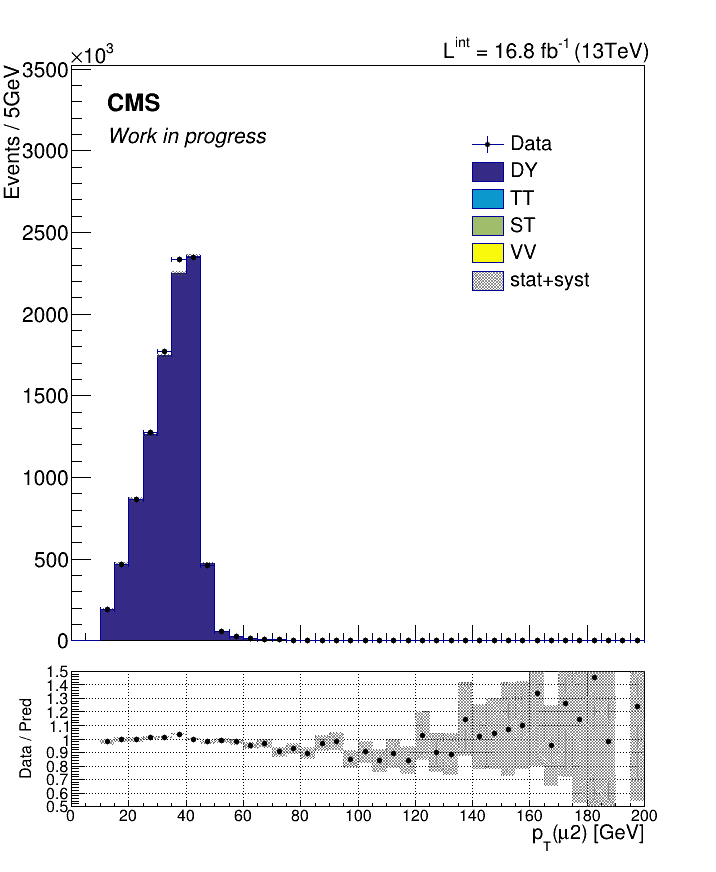 ×10³
L^int = 16.8 fb⁻¹ (13TeV)
Events / 5GeV
3500
3000
2500
2000
1500
1000
500
0
CMS
Work in progress
Data
DY
TT
ST
VV
stat+syst
Data / Pred
1.5
1.4
1.3
1.2
1.1
1
0.9
0.8
0.7
0.6
0.5
0 20 40 60 80 100 120 140 160 180 200
p_T(μ2) [GeV]